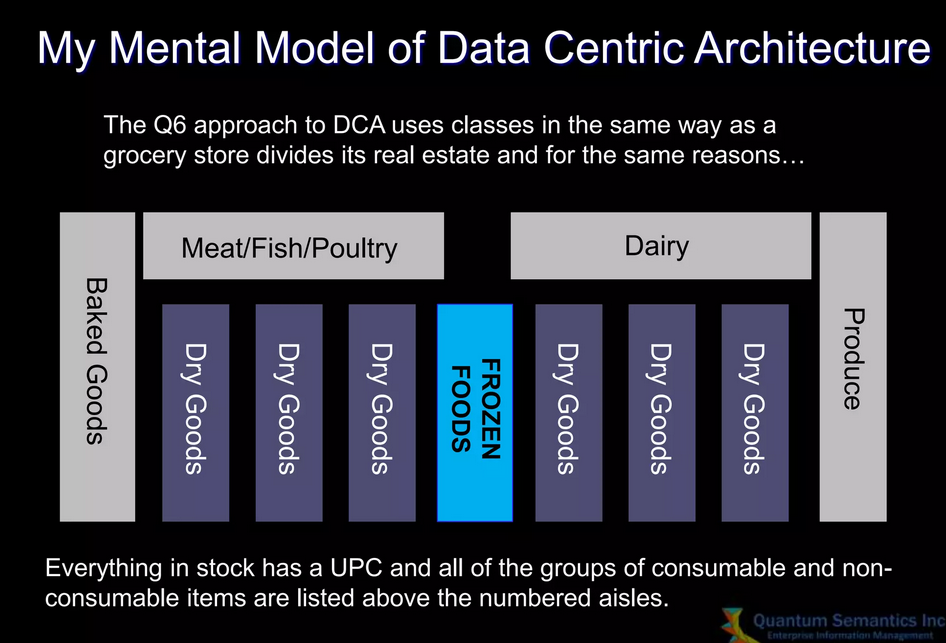 My Mental Model of Data Centric Architecture
The Q6 approach to DCA uses classes in the same way as a
grocery store divides its real estate and for the same reasons…
Baked Goods
Meat/Fish/Poultry
Dairy
Produce
Dry Goods
Dry Goods
Dry Goods
FROZEN
FOODS
Dry Goods
Dry Goods
Dry Goods
Everything in stock has a UPC and all of the groups of consumable and non-
consumable items are listed above the numbered aisles.
Quantum Semantics Inc
Enterprise Information Management